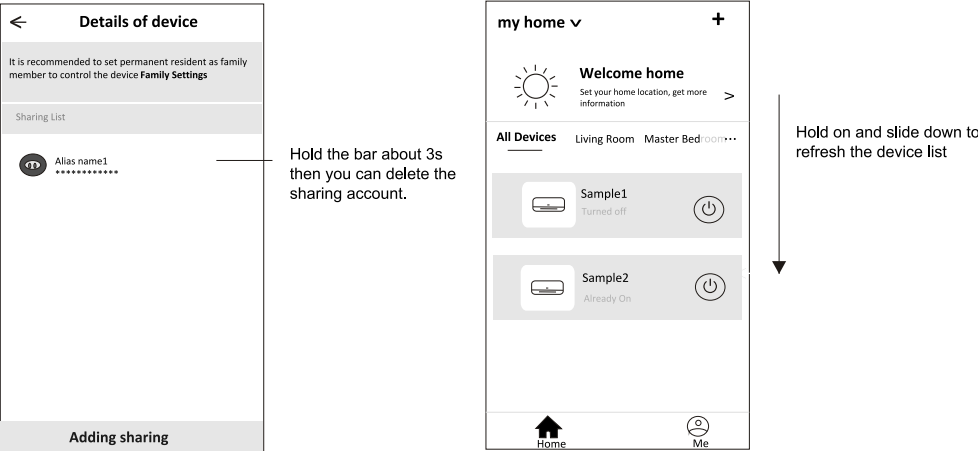 Details of device
It is recommended to set permanent resident as family
member to control the device Family Settings
Sharing List
Alias name1
************
Adding sharing
Hold the bar about 3s
then you can delete the
sharing account.
my home
Welcome home
Set your home location, get more
information
>
All Devices Living Room Master Bedroom...
Sample1
Turned off
Sample2
Already On
Home Me
Hold on and slide down to
refresh the device list